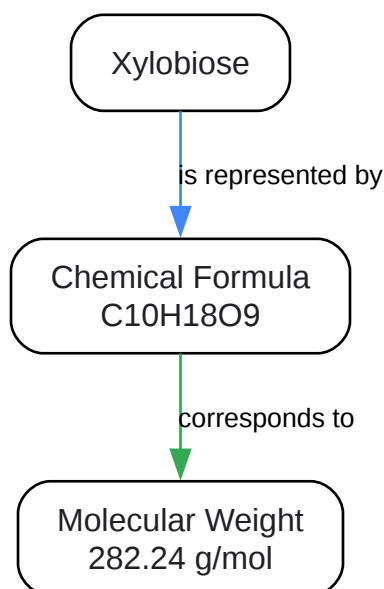 Xylobiose
is represented by
Chemical Formula
C10H18O9
corresponds to
Molecular Weight
282.24 g/mol